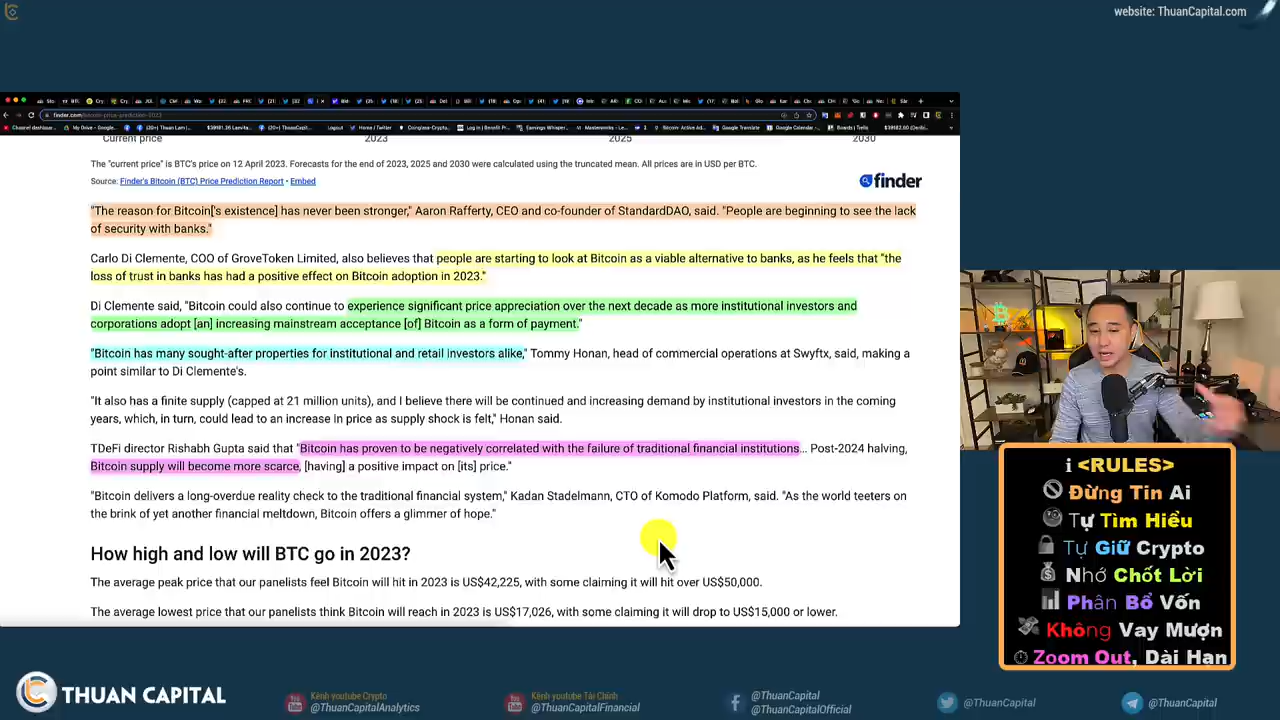 website: ThuanCapital.com
finder.com/bitcoin-price-prediction-2023
Current price 2023 2025 2030
The "current price" is BTC's price on 12 April 2023. Forecasts for the end of 2023, 2025 and 2030 were calculated using the truncated mean. All prices are in USD per BTC.
Source: Finder's Bitcoin (BTC) Price Prediction Report • Embed
finder
"The reason for Bitcoin['s existence] has never been stronger," Aaron Rafferty, CEO and co-founder of StandardDAO, said. "People are beginning to see the lack
of security with banks."
Carlo Di Clemente, COO of GroveToken Limited, also believes that people are starting to look at Bitcoin as a viable alternative to banks, as he feels that "the
loss of trust in banks has had a positive effect on Bitcoin adoption in 2023."
Di Clemente said, "Bitcoin could also continue to experience significant price appreciation over the next decade as more institutional investors and
corporations adopt [an] increasing mainstream acceptance [of] Bitcoin as a form of payment."
"Bitcoin has many sought-after properties for institutional and retail investors alike," Tommy Honan, head of commercial operations at Swyftx, said, making a
point similar to Di Clemente's.
"It also has a finite supply (capped at 21 million units), and I believe there will be continued and increasing demand by institutional investors in the coming
years, which, in turn, could lead to an increase in price as supply shock is felt," Honan said.
TDeFi director Rishabh Gupta said that "Bitcoin has proven to be negatively correlated with the failure of traditional financial institutions... Post-2024 halving,
Bitcoin supply will become more scarce, [having] a positive impact on [its] price."
"Bitcoin delivers a long-overdue reality check to the traditional financial system," Kadan Stadelmann, CTO of Komodo Platform, said. "As the world teeters on
the brink of yet another financial meltdown, Bitcoin offers a glimmer of hope."
How high and low will BTC go in 2023?
The average peak price that our panelists feel Bitcoin will hit in 2023 is US$42,225, with some claiming it will hit over US$50,000.
The average lowest price that our panelists think Bitcoin will reach in 2023 is US$17,026, with some claiming it will drop to US$15,000 or lower.
<RULES>
Đừng Tin Ai
Tự Tìm Hiểu
Tự Giữ Crypto
Nhớ Chốt Lời
Phân Bổ Vốn
Không Vay Mượn
Zoom Out, Dài Hạn
THUAN CAPITAL
Kênh youtube Crypto
@ThuanCapitalAnalytics
Kênh youtube Tài Chính
@ThuanCapitalFinancial
@ThuanCapital
@ThuanCapitalOfficial
@ThuanCapital
@ThuanCapital